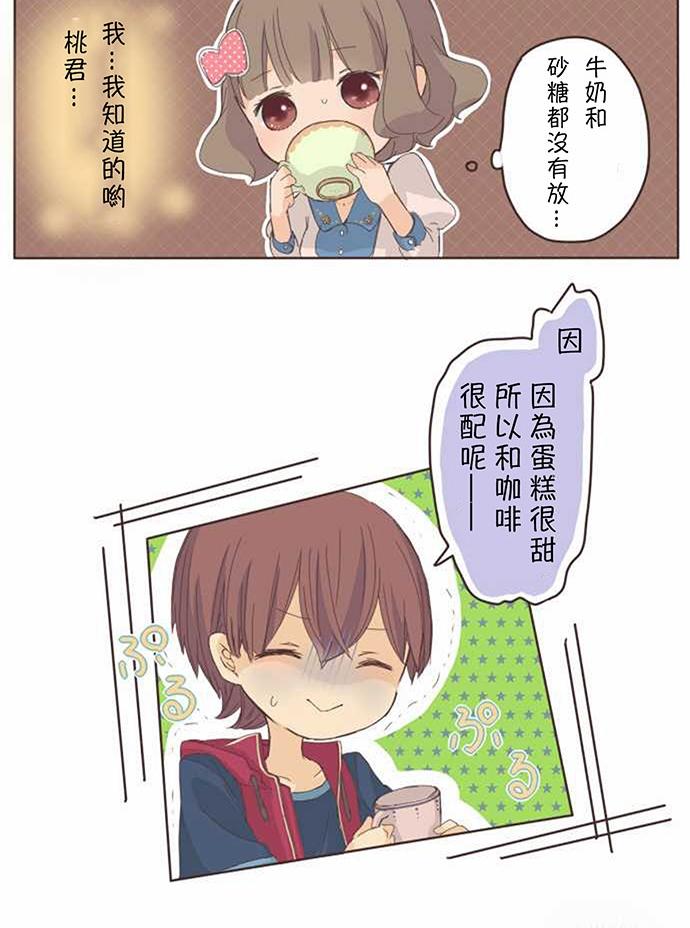 牛奶和
砂糖都沒有放…
我…我知道的喲
桃君…
因
因為蛋糕很甜
所以和咖啡
很配呢——
ぷる
ぷる